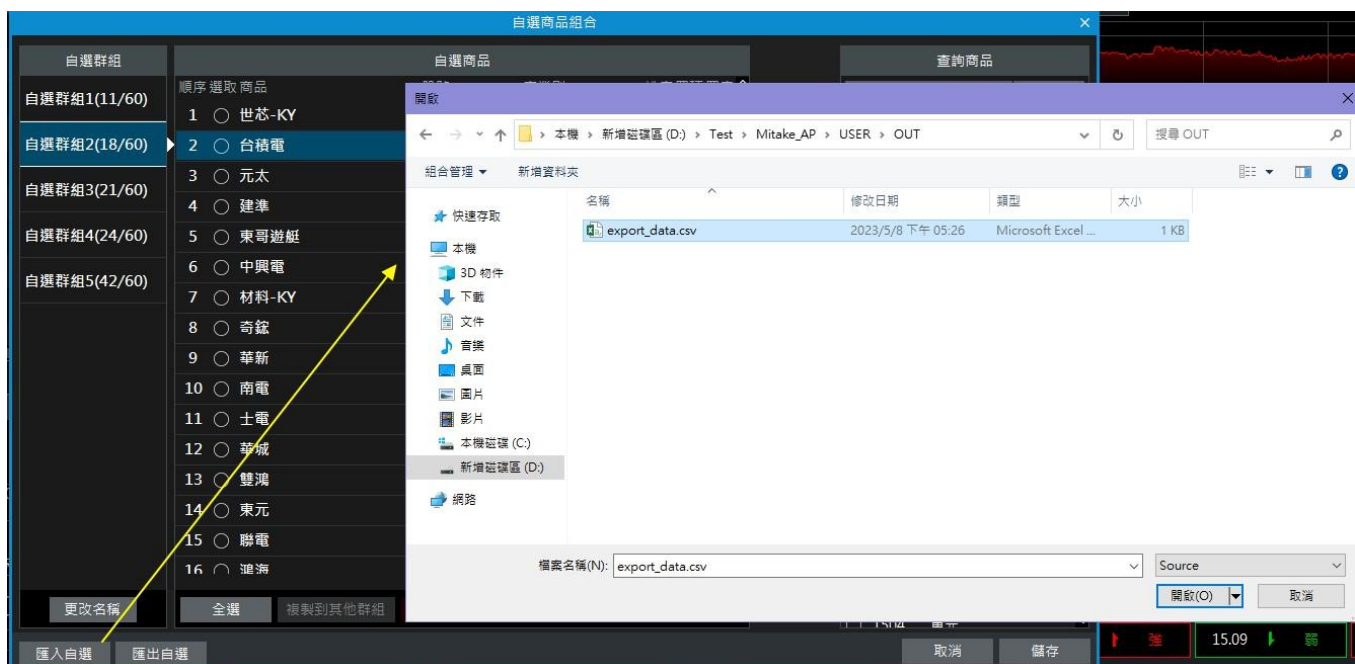 自選商品組合
自選群組
自選商品
查詢商品
自選群組1(11/60)
自選群組2(18/60)
自選群組3(21/60)
自選群組4(24/60)
自選群組5(42/60)
順序 選取 商品
1 世芯-KY
2 台積電
3 元太
4 建準
5 東哥遊艇
6 中興電
7 材料-KY
8 奇鋐
9 華新
10 南電
11 士電
12 華城
13 雙鴻
14 東元
15 聯電
16 鴻海
更改名稱
全選
複製到其他群組
匯入自選
匯出自選
取消
儲存
開啟
本機 › 新增磁碟區 (D:) › Test › Mitake_AP › USER › OUT
搜尋 OUT
組合管理
新增資料夾
名稱
修改日期
類型
大小
export_data.csv
2023/5/8 下午 05:26
Microsoft Excel ...
1 KB
快速存取
本機
3D 物件
下載
文件
音樂
桌面
圖片
影片
本機磁碟 (C:)
新增磁碟區 (D:)
網路
檔案名稱(N):
export_data.csv
Source
開啟(O)
取消
強
15.09
弱